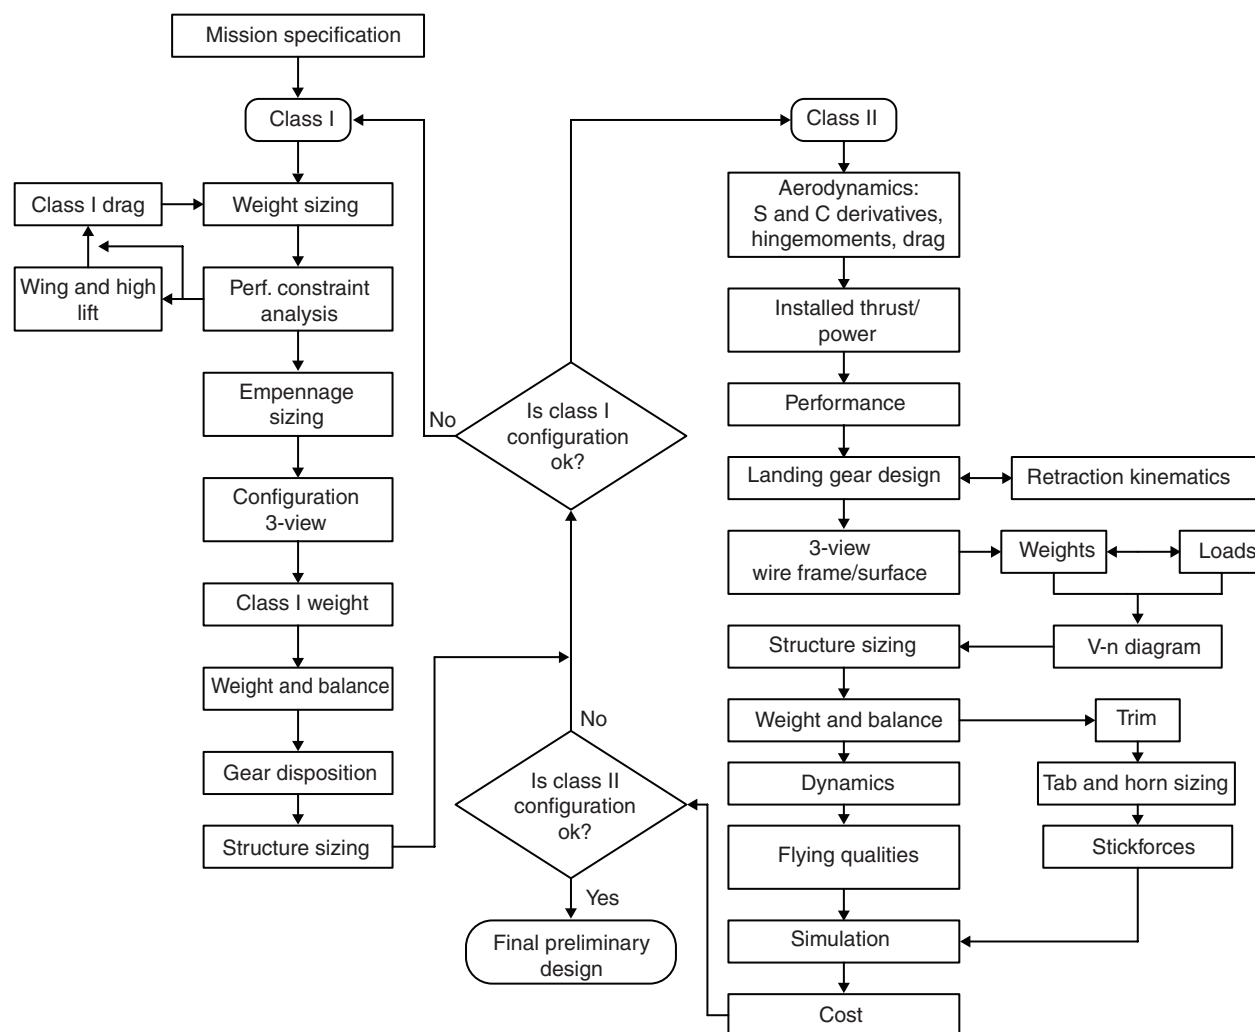 Mission specification
Class I
Class I drag
Weight sizing
Wing and high
lift
Perf. constraint
analysis
Empennage
sizing
Configuration
3-view
Class I weight
Weight and balance
Gear disposition
Structure sizing
No
Is class I
configuration
ok?
No
Is class II
configuration
ok?
Yes
Final preliminary
design
Class II
Aerodynamics:
S and C derivatives,
hingemoments, drag
Installed thrust/
power
Performance
Landing gear design
Retraction kinematics
3-view
wire frame/surface
Weights
Loads
V-n diagram
Structure sizing
Weight and balance
Trim
Dynamics
Tab and horn sizing
Flying qualities
Stickforces
Simulation
Cost